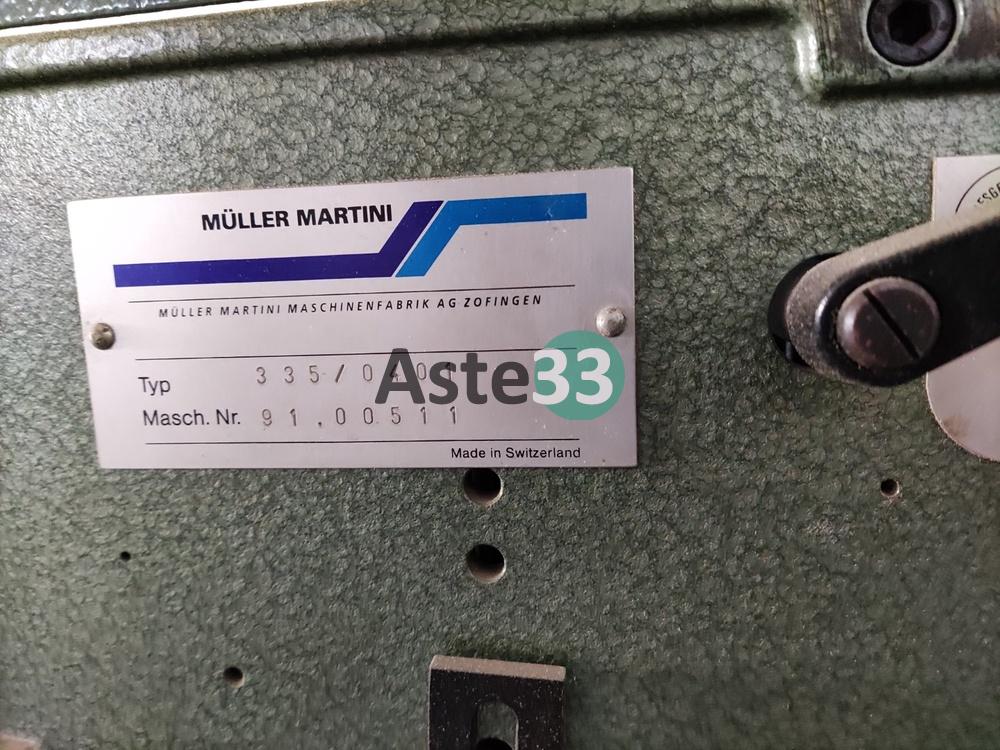 MÜLLER MARTINI
MÜLLER MARTINI MASCHINENFABRIK AG ZOFINGEN
Typ
Aste33
Masch. Nr. 91.00511
Made in Switzerland